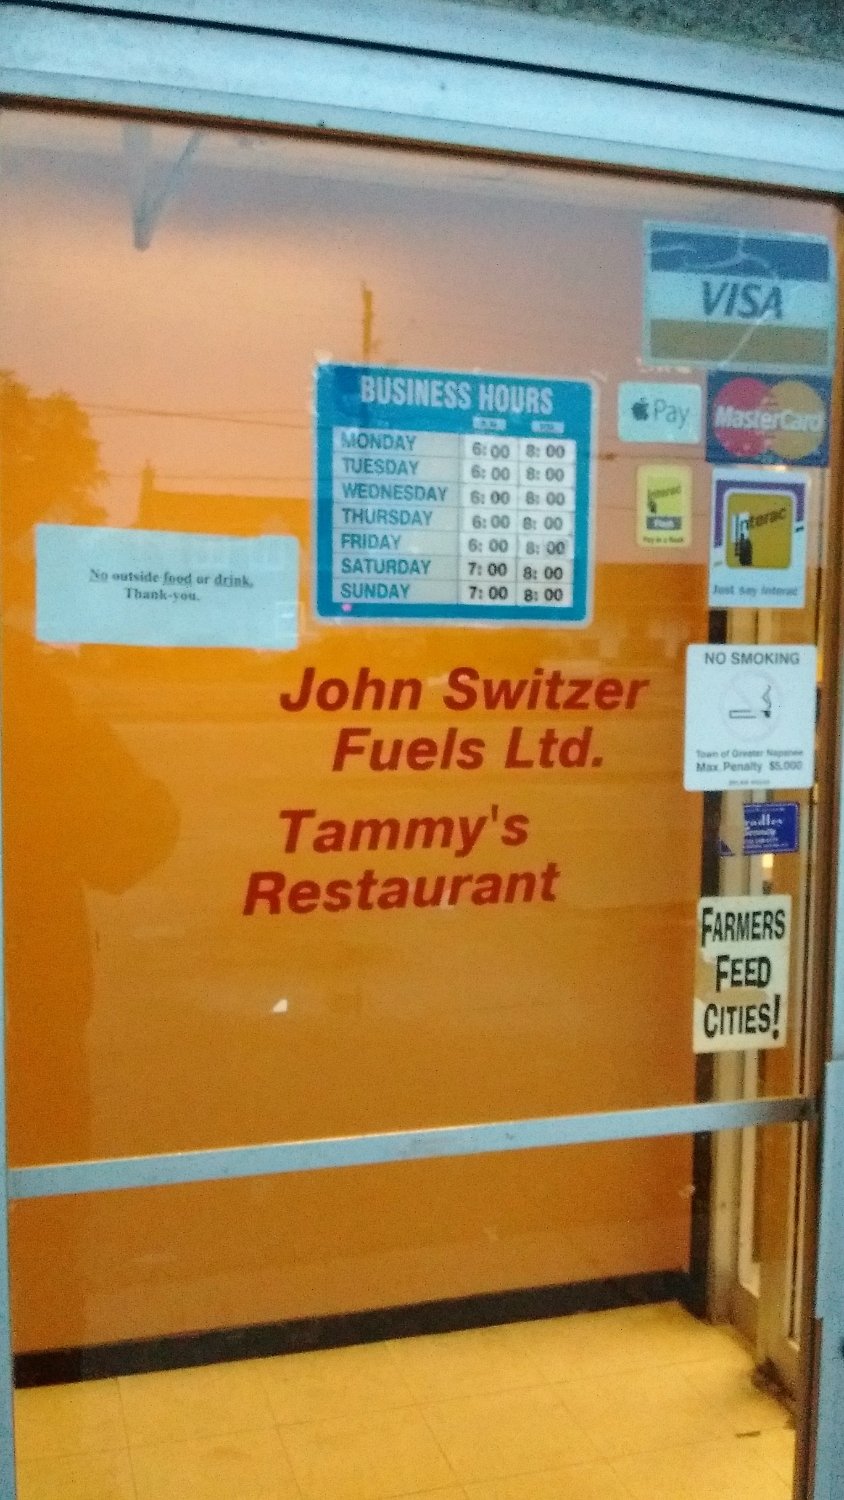 VISA
BUSINESS HOURS
MONDAY 6:00 8:00
TUESDAY 6:00 8:00
WEDNESDAY 6:00 8:00
THURSDAY 6:00 8:00
FRIDAY 6:00 8:00
SATURDAY 7:00 8:00
SUNDAY 7:00 8:00
Pay
MasterCard
Interac
Flash
Interac
Just say Interac
No outside food or drink.
Thank-you.
John Switzer
Fuels Ltd.
Tammy's
Restaurant
NO SMOKING
Town of Greater Napanee
Max. Penalty $5,000
FARMERS
FEED
CITIES!